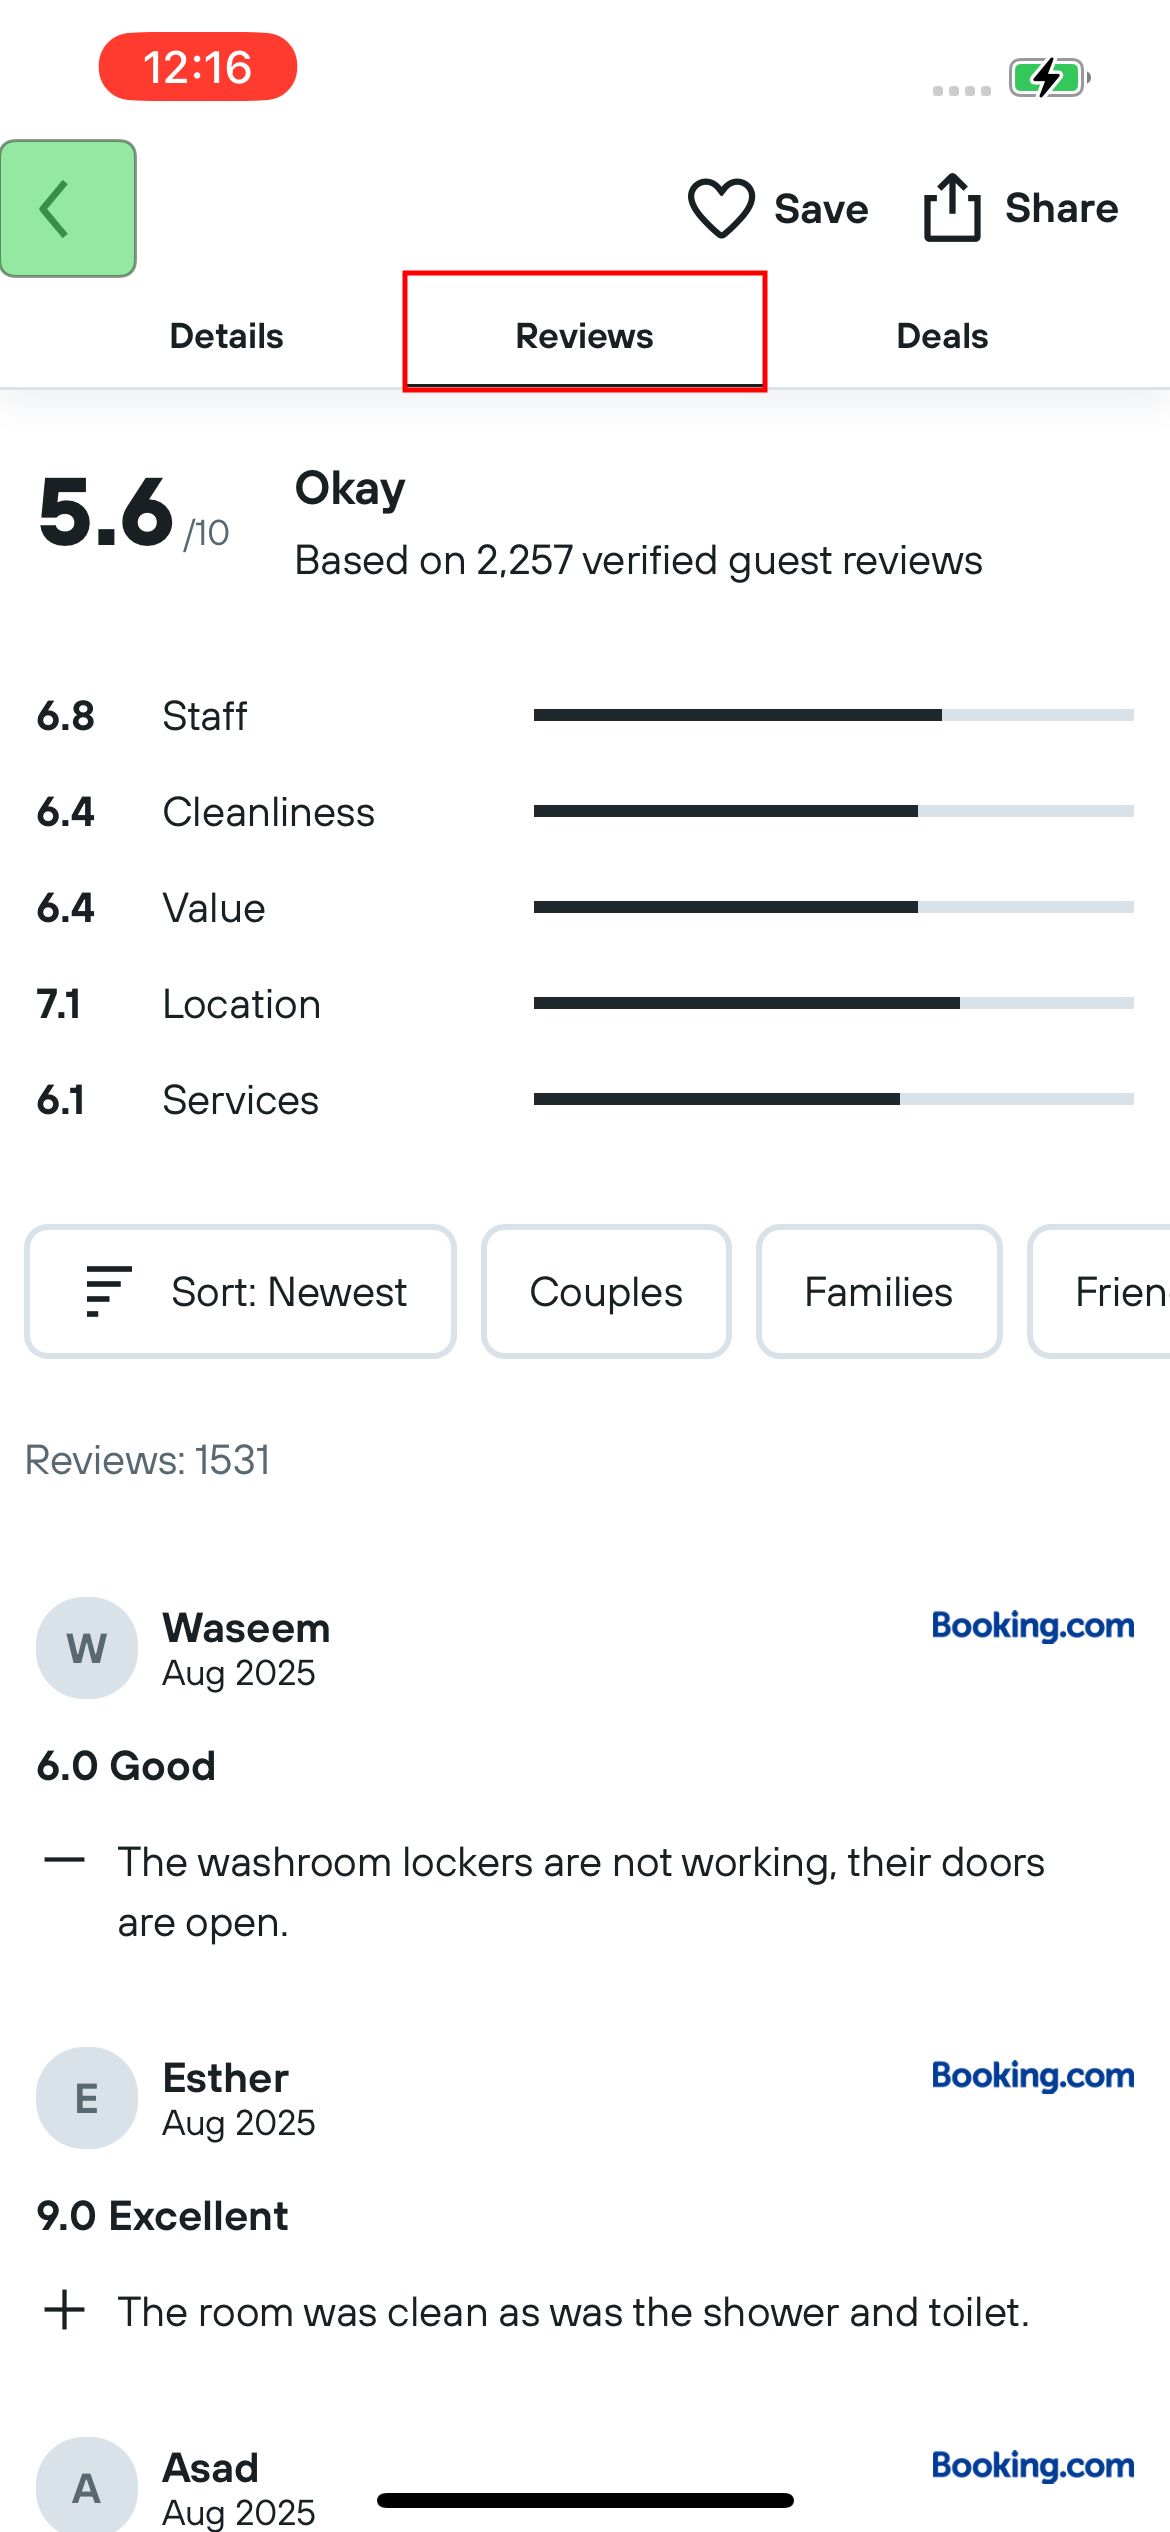 12:16
Save
Share
Details
Reviews
Deals
5.6 /10
Okay
Based on 2,257 verified guest reviews
6.8 Staff
6.4 Cleanliness
6.4 Value
7.1 Location
6.1 Services
Sort: Newest
Couples
Families
Frien
Reviews: 1531
W
Waseem
Booking.com
Aug 2025
6.0 Good
The washroom lockers are not working, their doors
are open.
E
Esther
Booking.com
Aug 2025
9.0 Excellent
The room was clean as was the shower and toilet.
A
Asad
Booking.com
Aug 2025